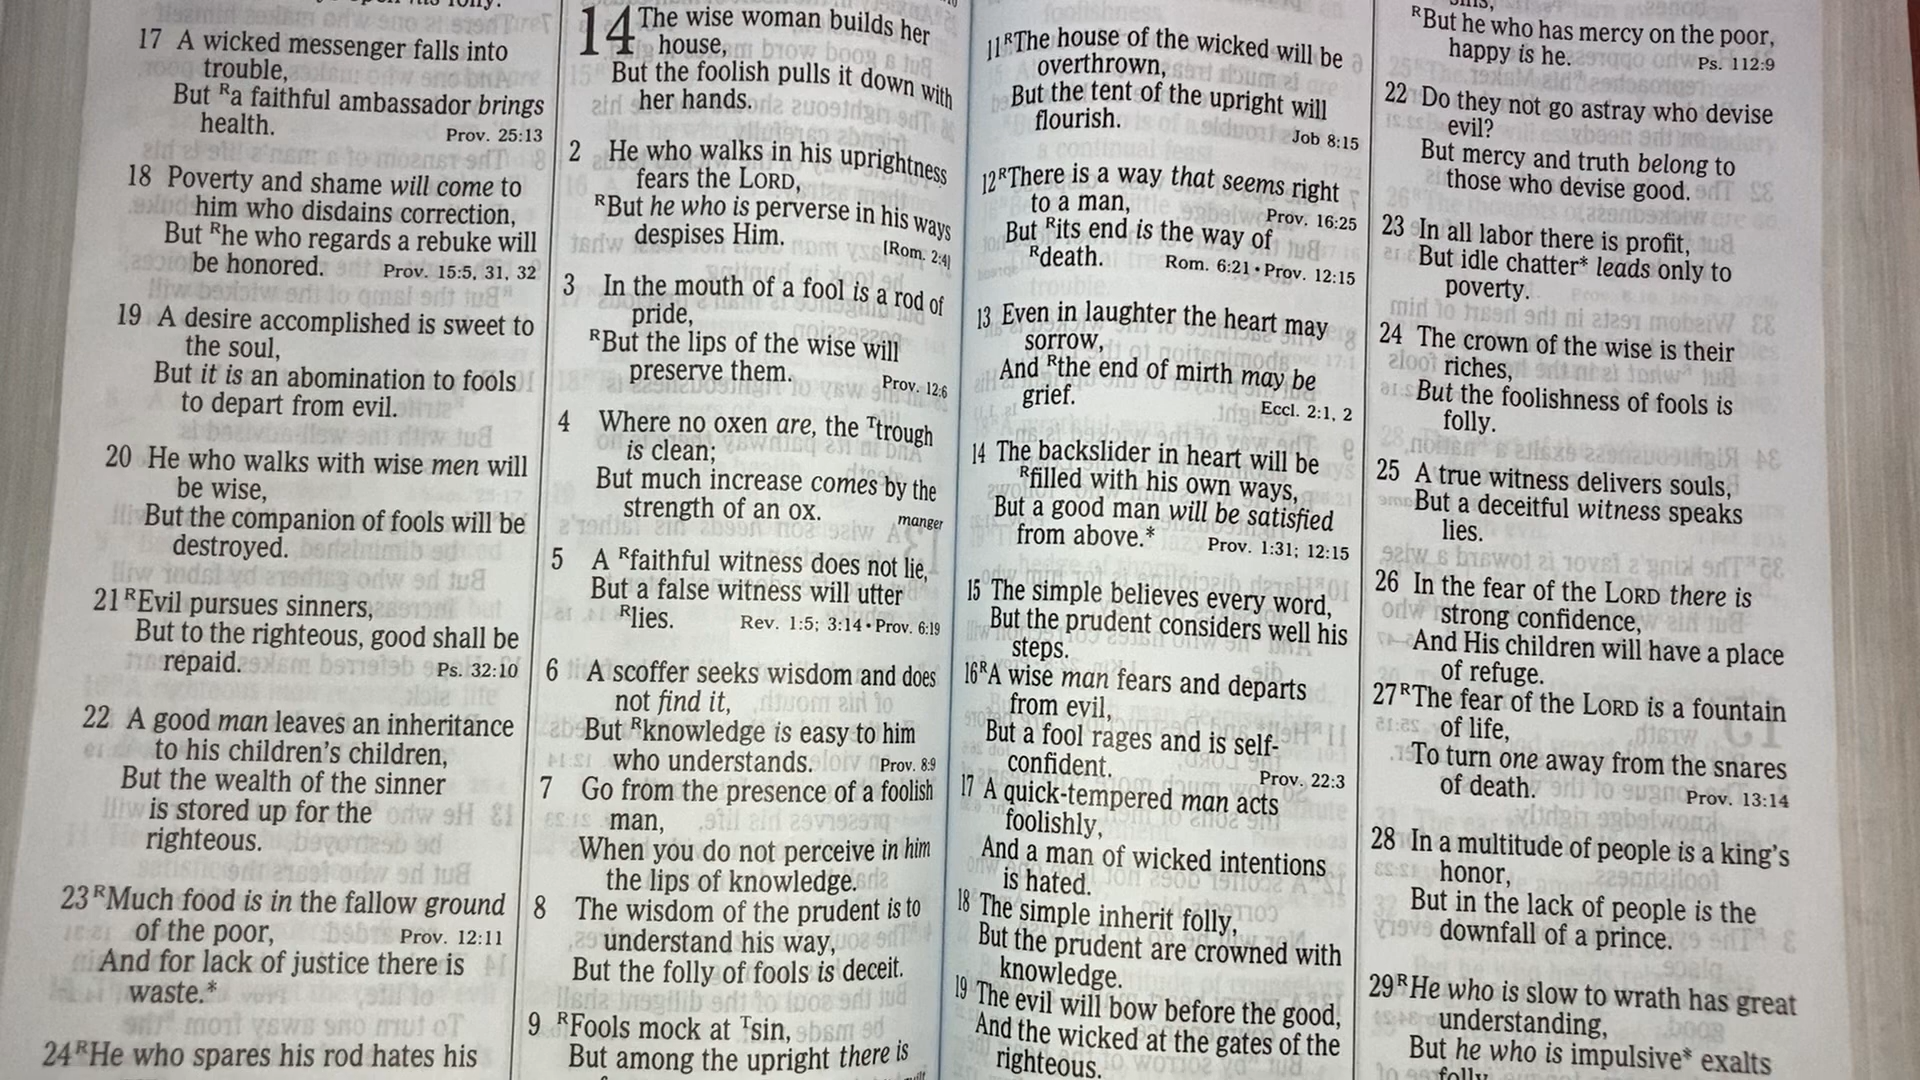 17 A wicked messenger falls into
trouble,
But ᴿa faithful ambassador brings
health. Prov. 25:13
18 Poverty and shame will come to
him who disdains correction,
But ᴿhe who regards a rebuke will
be honored. Prov. 15:5, 31, 32
19 A desire accomplished is sweet to
the soul,
But it is an abomination to fools
to depart from evil.
20 He who walks with wise men will
be wise,
But the companion of fools will be
destroyed.
21 ᴿEvil pursues sinners,
But to the righteous, good shall be
repaid. Ps. 32:10
22 A good man leaves an inheritance
to his children's children,
But the wealth of the sinner
is stored up for the
righteous.
23 ᴿMuch food is in the fallow ground
of the poor, Prov. 12:11
And for lack of justice there is
waste.*
24 ᴿHe who spares his rod hates his
14 The wise woman builds her
house,
But the foolish pulls it down with
her hands.
2 He who walks in his uprightness
fears the LORD,
ᴿBut he who is perverse in his ways
despises Him. [Rom. 2:4]
3 In the mouth of a fool is a rod of
pride,
ᴿBut the lips of the wise will
preserve them. Prov. 12:6
4 Where no oxen are, the ᵀtrough
is clean;
But much increase comes by the
strength of an ox. manger
5 A ᴿfaithful witness does not lie,
But a false witness will utter
ᴿlies. Rev. 1:5; 3:14 • Prov. 6:19
6 A scoffer seeks wisdom and does
not find it,
But ᴿknowledge is easy to him
who understands. Prov. 8:9
7 Go from the presence of a foolish
man,
When you do not perceive in him
the lips of knowledge.
8 The wisdom of the prudent is to
understand his way,
But the folly of fools is deceit.
9 ᴿFools mock at ᵀsin,
But among the upright there is
11 ᴿThe house of the wicked will be
overthrown,
But the tent of the upright will
flourish. Job 8:15
12 ᴿThere is a way that seems right
to a man, Prov. 16:25
But ᴿits end is the way of
ᴿdeath. Rom. 6:21 • Prov. 12:15
13 Even in laughter the heart may
sorrow,
And ᴿthe end of mirth may be
grief. Eccl. 2:1, 2
14 The backslider in heart will be
ᴿfilled with his own ways,
But a good man will be satisfied
from above.* Prov. 1:31; 12:15
15 The simple believes every word,
But the prudent considers well his
steps.
16 ᴿA wise man fears and departs
from evil,
But a fool rages and is self-
confident. Prov. 22:3
17 A quick-tempered man acts
foolishly,
And a man of wicked intentions
is hated.
18 The simple inherit folly,
But the prudent are crowned with
knowledge.
19 The evil will bow before the good,
And the wicked at the gates of the
righteous.
ᴿBut he who has mercy on the poor,
happy is he. Ps. 112:9
22 Do they not go astray who devise
evil?
But mercy and truth belong to
those who devise good.
23 In all labor there is profit,
But idle chatter* leads only to
poverty.
24 The crown of the wise is their
riches,
But the foolishness of fools is
folly.
25 A true witness delivers souls,
But a deceitful witness speaks
lies.
26 In the fear of the LORD there is
strong confidence,
And His children will have a place
of refuge.
27 ᴿThe fear of the LORD is a fountain
of life,
To turn one away from the snares
of death. Prov. 13:14
28 In a multitude of people is a king's
honor,
But in the lack of people is the
downfall of a prince.
29 ᴿHe who is slow to wrath has great
understanding,
But he who is impulsive* exalts
folly.